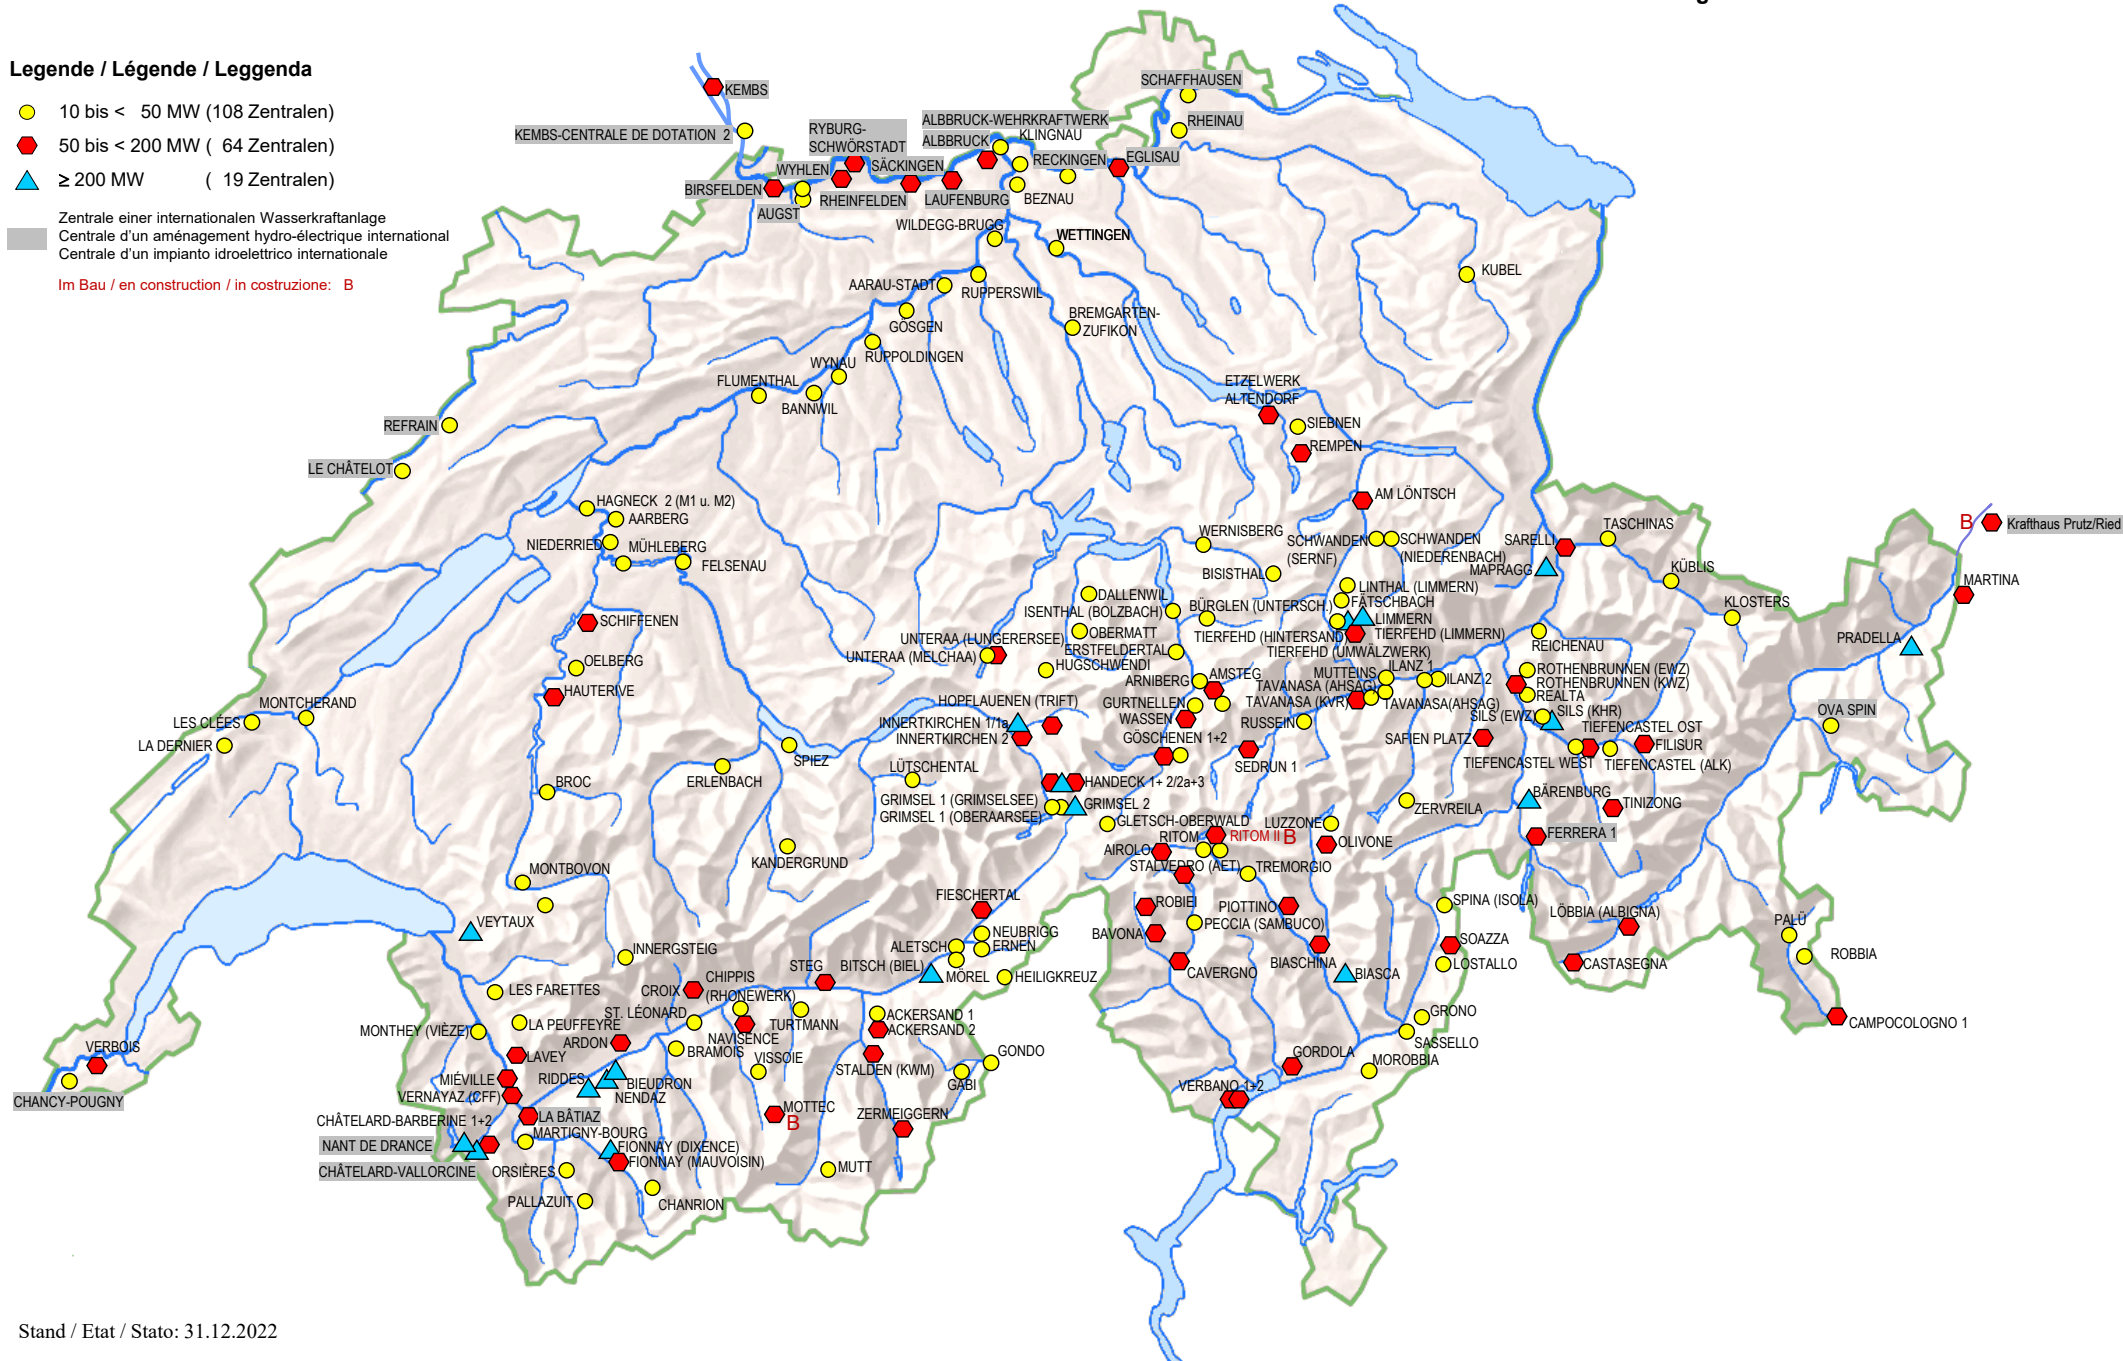 Legende / Légende / Leggenda
10 bis < 50 MW (108 Zentralen)
50 bis < 200 MW ( 64 Zentralen)
≥ 200 MW ( 19 Zentralen)
Zentrale einer internationalen Wasserkraftanlage
Centrale d'un aménagement hydro-électrique international
Centrale d'un impianto idroelettrico internationale
Im Bau / en construction / in costruzione: B
KEMBS
KEMBS-CENTRALE DE DOTATION 2
SCHAFFHAUSEN
RHEINAU
ALBBRUCK-WEHRKRAFTWERK
ALBBRUCK
KLINGNAU
RYBURG-
SCHWÖRSTADT
SÄCKINGEN
RECKINGEN
EGLISAU
WYHLEN
BIRSFELDEN
AUGST
RHEINFELDEN
LAUFENBURG
BEZNAU
WILDEGG-BRUGG
WETTINGEN
KUBEL
AARAU-STADT
RUPPERSWIL
GÖSGEN
BREMGARTEN-
ZUFIKON
RUPPOLDINGEN
WYNAU
FLUMENTHAL
BANNWIL
ETZELWERK
ALTENDORF
SIEBNEN
REMPEN
REFRAIN
LE CHÂTELOT
HAGNECK 2 (M1 u. M2)
AARBERG
NIEDERRIED
MÜHLEBERG
FELSENAU
AM LÖNTSCH
WERNISBERG
SCHWANDEN
(SERNF)
SCHWANDEN
(NIEDERENBACH)
SARELLI
TASCHINAS
MAPRAGG
B
Krafthaus Prutz/Ried
BISISTHAL
KÜBLIS
MARTINA
LINTHAL (LIMMERN)
FÄTSCHBACH
DALLENWIL
ISENTHAL (BOLZBACH)
BÜRGLEN (UNTERSCH.)
LIMMERN
KLOSTERS
SCHIFFENEN
OBERMATT
TIERFEHD (HINTERSAND)
TIERFEHD (LIMMERN)
TIERFEHD (UMWÄLZWERK)
PRADELLA
REICHENAU
UNTERAA (LUNGERERSEE)
UNTERAA (MELCHAA)
ERSTFELDERTAL
HUGSCHWENDI
OELBERG
HAUTERIVE
ARNIBERG
AMSTEG
MUTTEINS
ILANZ 1
ILANZ 2
TAVANASA (AHSAG)
TAVANASA (KVR)
TAVANASA(AHSAG)
ROTHENBRUNNEN (EWZ)
ROTHENBRUNNEN (KWZ)
REALTA
SILS (EWZ)
SILS (KHR)
MONTCHERAND
LES CLÉES
LA DERNIER
HOPFLAUENEN (TRIFT)
INNERTKIRCHEN 1/1a
INNERTKIRCHEN 2
GURTNELLEN
WASSEN
GÖSCHENEN 1+2
RUSSEIN
SEDRUN 1
SAFIEN PLATZ
TIEFENCASTEL OST
TIEFENCASTEL WEST
TIEFENCASTEL (ALK)
FILISUR
OVA SPIN
SPIEZ
ERLENBACH
LÜTSCHENTAL
BROC
HANDECK 1+ 2/2a+3
GRIMSEL 1 (GRIMSELSEE)
GRIMSEL 1 (OBERAARSEE)
GRIMSEL 2
GLETSCH-OBERWALD
BÄRENBURG
ZERVREILA
TINIZONG
FERRERA 1
RITOM
RITOM II B
LUZZONE
OLIVONE
AIROLO
STALVEDRO (AET)
TREMORGIO
KANDERGRUND
MONTBOVON
FIESCHERTAL
ROBIEI
PIOTTINO
PECCIA (SAMBUCO)
SPINA (ISOLA)
LÖBBIA (ALBIGNA)
PALÜ
VEYTAUX
NEUBRIGG
ERNEN
BAVONA
ALETSCH
INNERGSTEIG
ROBBIA
SOAZZA
LOSTALLO
CASTASEGNA
STEG
BITSCH (BIEL)
MÖREL
HEILIGKREUZ
CAVERGNO
BIASCHINA
BIASCA
CROIX
CHIPPIS
(RHONEWERK)
LES FARETTES
ST. LÉONARD
TURTMANN
ACKERSAND 1
ACKERSAND 2
GRONO
CAMPOCOLOGNO 1
LA PEUFFEYRE
MONTHEY (VIÈZE)
ARDON
NAVISENCE
SASSELLO
LAVEY
BRAMOIS
VISSOIE
STALDEN (KWM)
GONDO
GORDOLA
MOROBBIA
VERBOIS
CHANCY-POUGNY
MIÉVILLE
VERNAYAZ (CFF)
RIDDES
BIEUDRON
NENDAZ
GABI
VERBANO 1+2
MOTTEC
B
ZERMEIGGERN
CHÂTELARD-BARBERINE 1+2
LA BÂTIAZ
MARTIGNY-BOURG
NANT DE DRANCE
CHÂTELARD-VALLORCINE
FIONNAY (DIXENCE)
FIONNAY (MAUVOISIN)
ORSIÈRES
MUTT
PALLAZUIT
CHANRION
Stand / Etat / Stato: 31.12.2022